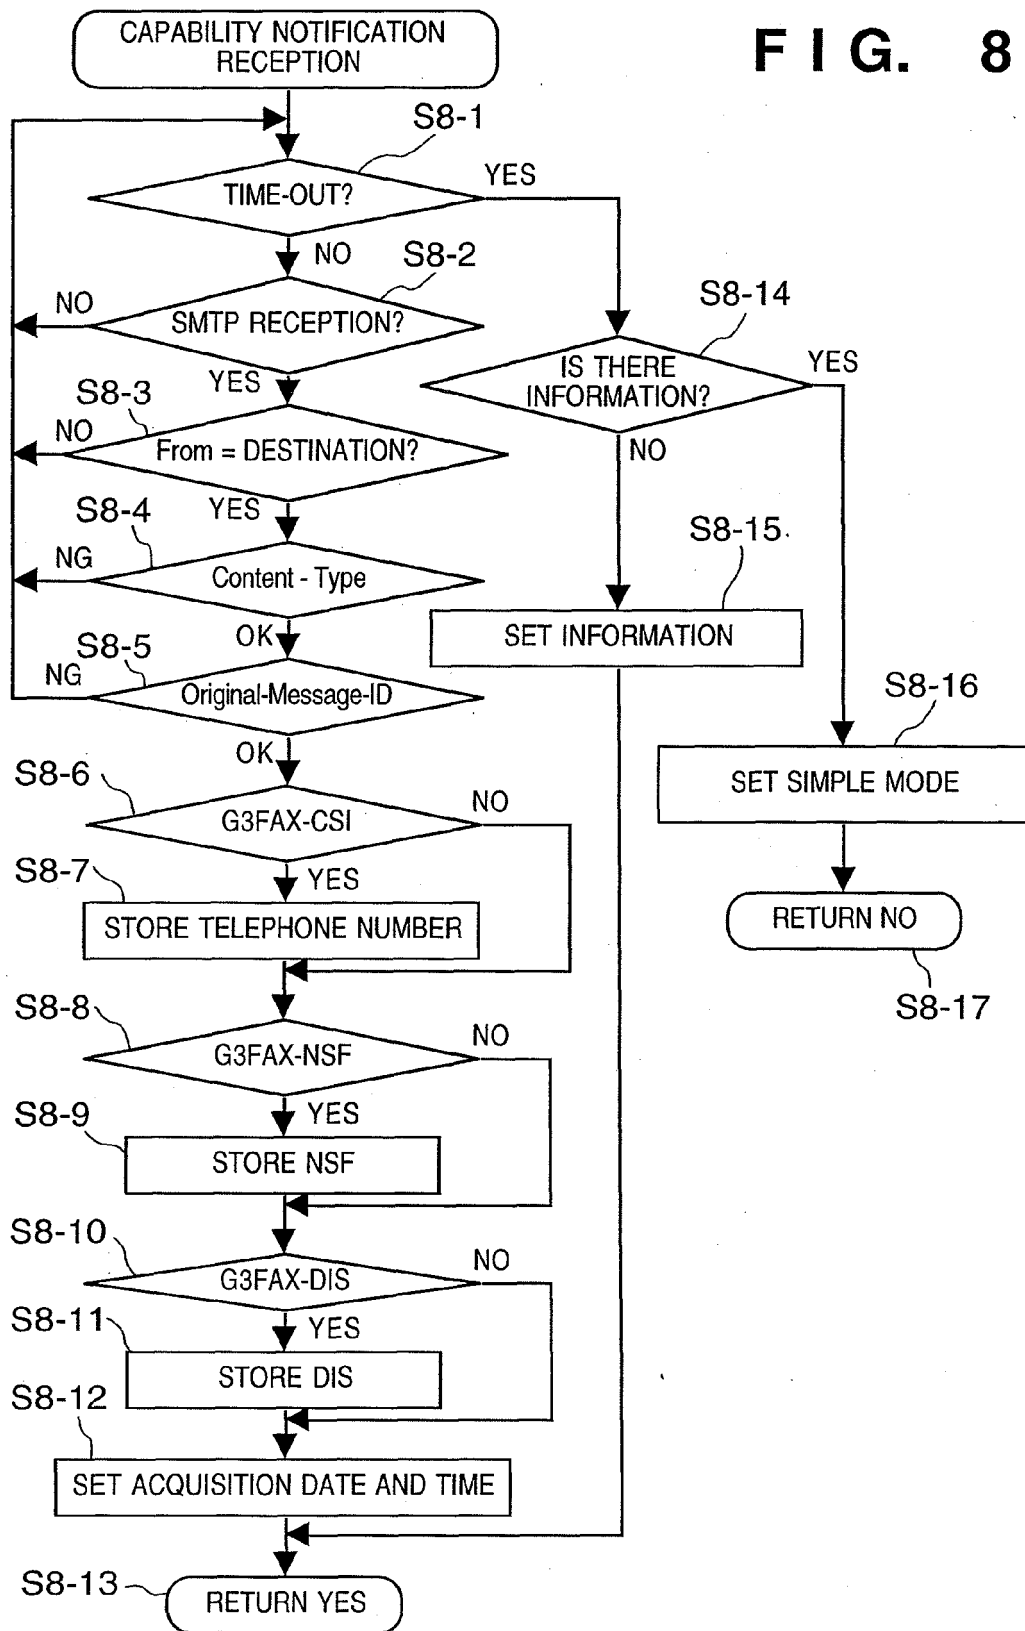 CAPABILITY NOTIFICATION
RECEPTION
FIG. 8
S8-1
TIME-OUT?
YES
NO
S8-2
NO
SMTP RECEPTION?
YES
S8-14
IS THERE
INFORMATION?
YES
NO
S8-3
NO
From = DESTINATION?
YES
S8-4
NG
Content - Type
OK
S8-15
SET INFORMATION
S8-5
NG
Original-Message-ID
OK
S8-16
SET SIMPLE MODE
S8-6
G3FAX-CSI
NO
YES
S8-7
STORE TELEPHONE NUMBER
RETURN NO
S8-17
S8-8
G3FAX-NSF
NO
YES
S8-9
STORE NSF
S8-10
G3FAX-DIS
NO
YES
S8-11
STORE DIS
S8-12
SET ACQUISITION DATE AND TIME
S8-13
RETURN YES